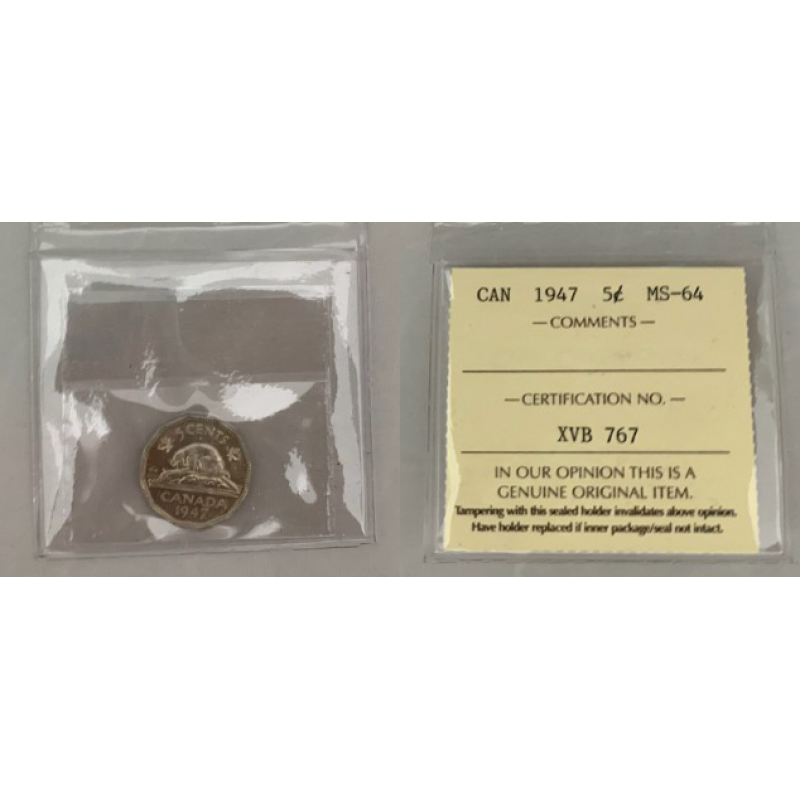 5 CENTS
CANADA
1947
CAN 1947 5¢ MS-64
— COMMENTS —
— CERTIFICATION NO. —
XVB 767
IN OUR OPINION THIS IS A
GENUINE ORIGINAL ITEM.
Tampering with this sealed holder invalidates above opinion.
Have holder replaced if inner package/seal not intact.